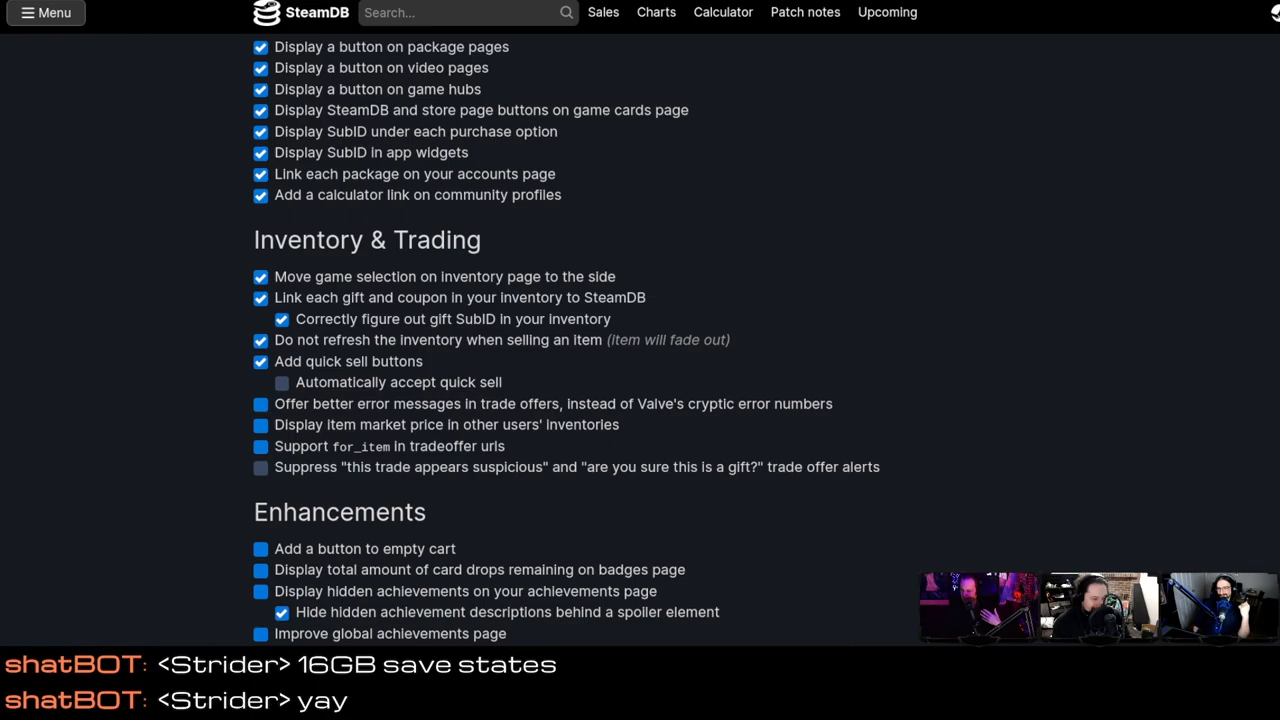 Menu
SteamDB
Search...
Sales
Charts
Calculator
Patch notes
Upcoming
Display a button on package pages
Display a button on video pages
Display a button on game hubs
Display SteamDB and store page buttons on game cards page
Display SubID under each purchase option
Display SubID in app widgets
Link each package on your accounts page
Add a calculator link on community profiles
Inventory & Trading
Move game selection on inventory page to the side
Link each gift and coupon in your inventory to SteamDB
Correctly figure out gift SubID in your inventory
Do not refresh the inventory when selling an item (item will fade out)
Add quick sell buttons
Automatically accept quick sell
Offer better error messages in trade offers, instead of Valve's cryptic error numbers
Display item market price in other users' inventories
Support for_item in tradeoffer urls
Suppress "this trade appears suspicious" and "are you sure this is a gift?" trade offer alerts
Enhancements
Add a button to empty cart
Display total amount of card drops remaining on badges page
Display hidden achievements on your achievements page
Hide hidden achievement descriptions behind a spoiler element
Improve global achievements page
shatBOT: <Strider> 16GB save states
shatBOT: <Strider> yay